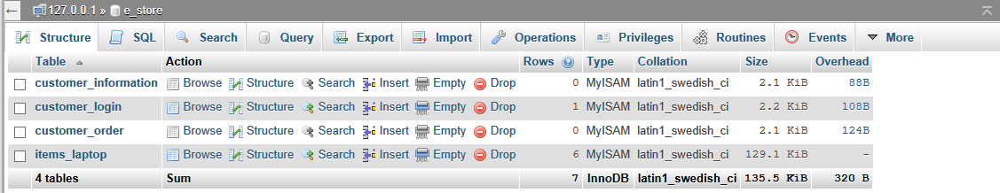 127.0.0.1 » e_store
Structure SQL Search Query Export Import Operations Privileges Routines Events More
Table Action Rows Type Collation Size Overhead
customer_information Browse Structure Search Insert Empty Drop 0 MyISAM latin1_swedish_ci 2.1 KiB 88B
customer_login Browse Structure Search Insert Empty Drop 1 MyISAM latin1_swedish_ci 2.2 KiB 108B
customer_order Browse Structure Search Insert Empty Drop 0 MyISAM latin1_swedish_ci 2.1 KiB 124B
items_laptop Browse Structure Search Insert Empty Drop 6 MyISAM latin1_swedish_ci 129.1 KiB -
4 tables Sum 7 InnoDB latin1_swedish_ci 135.5 KiB 320 B